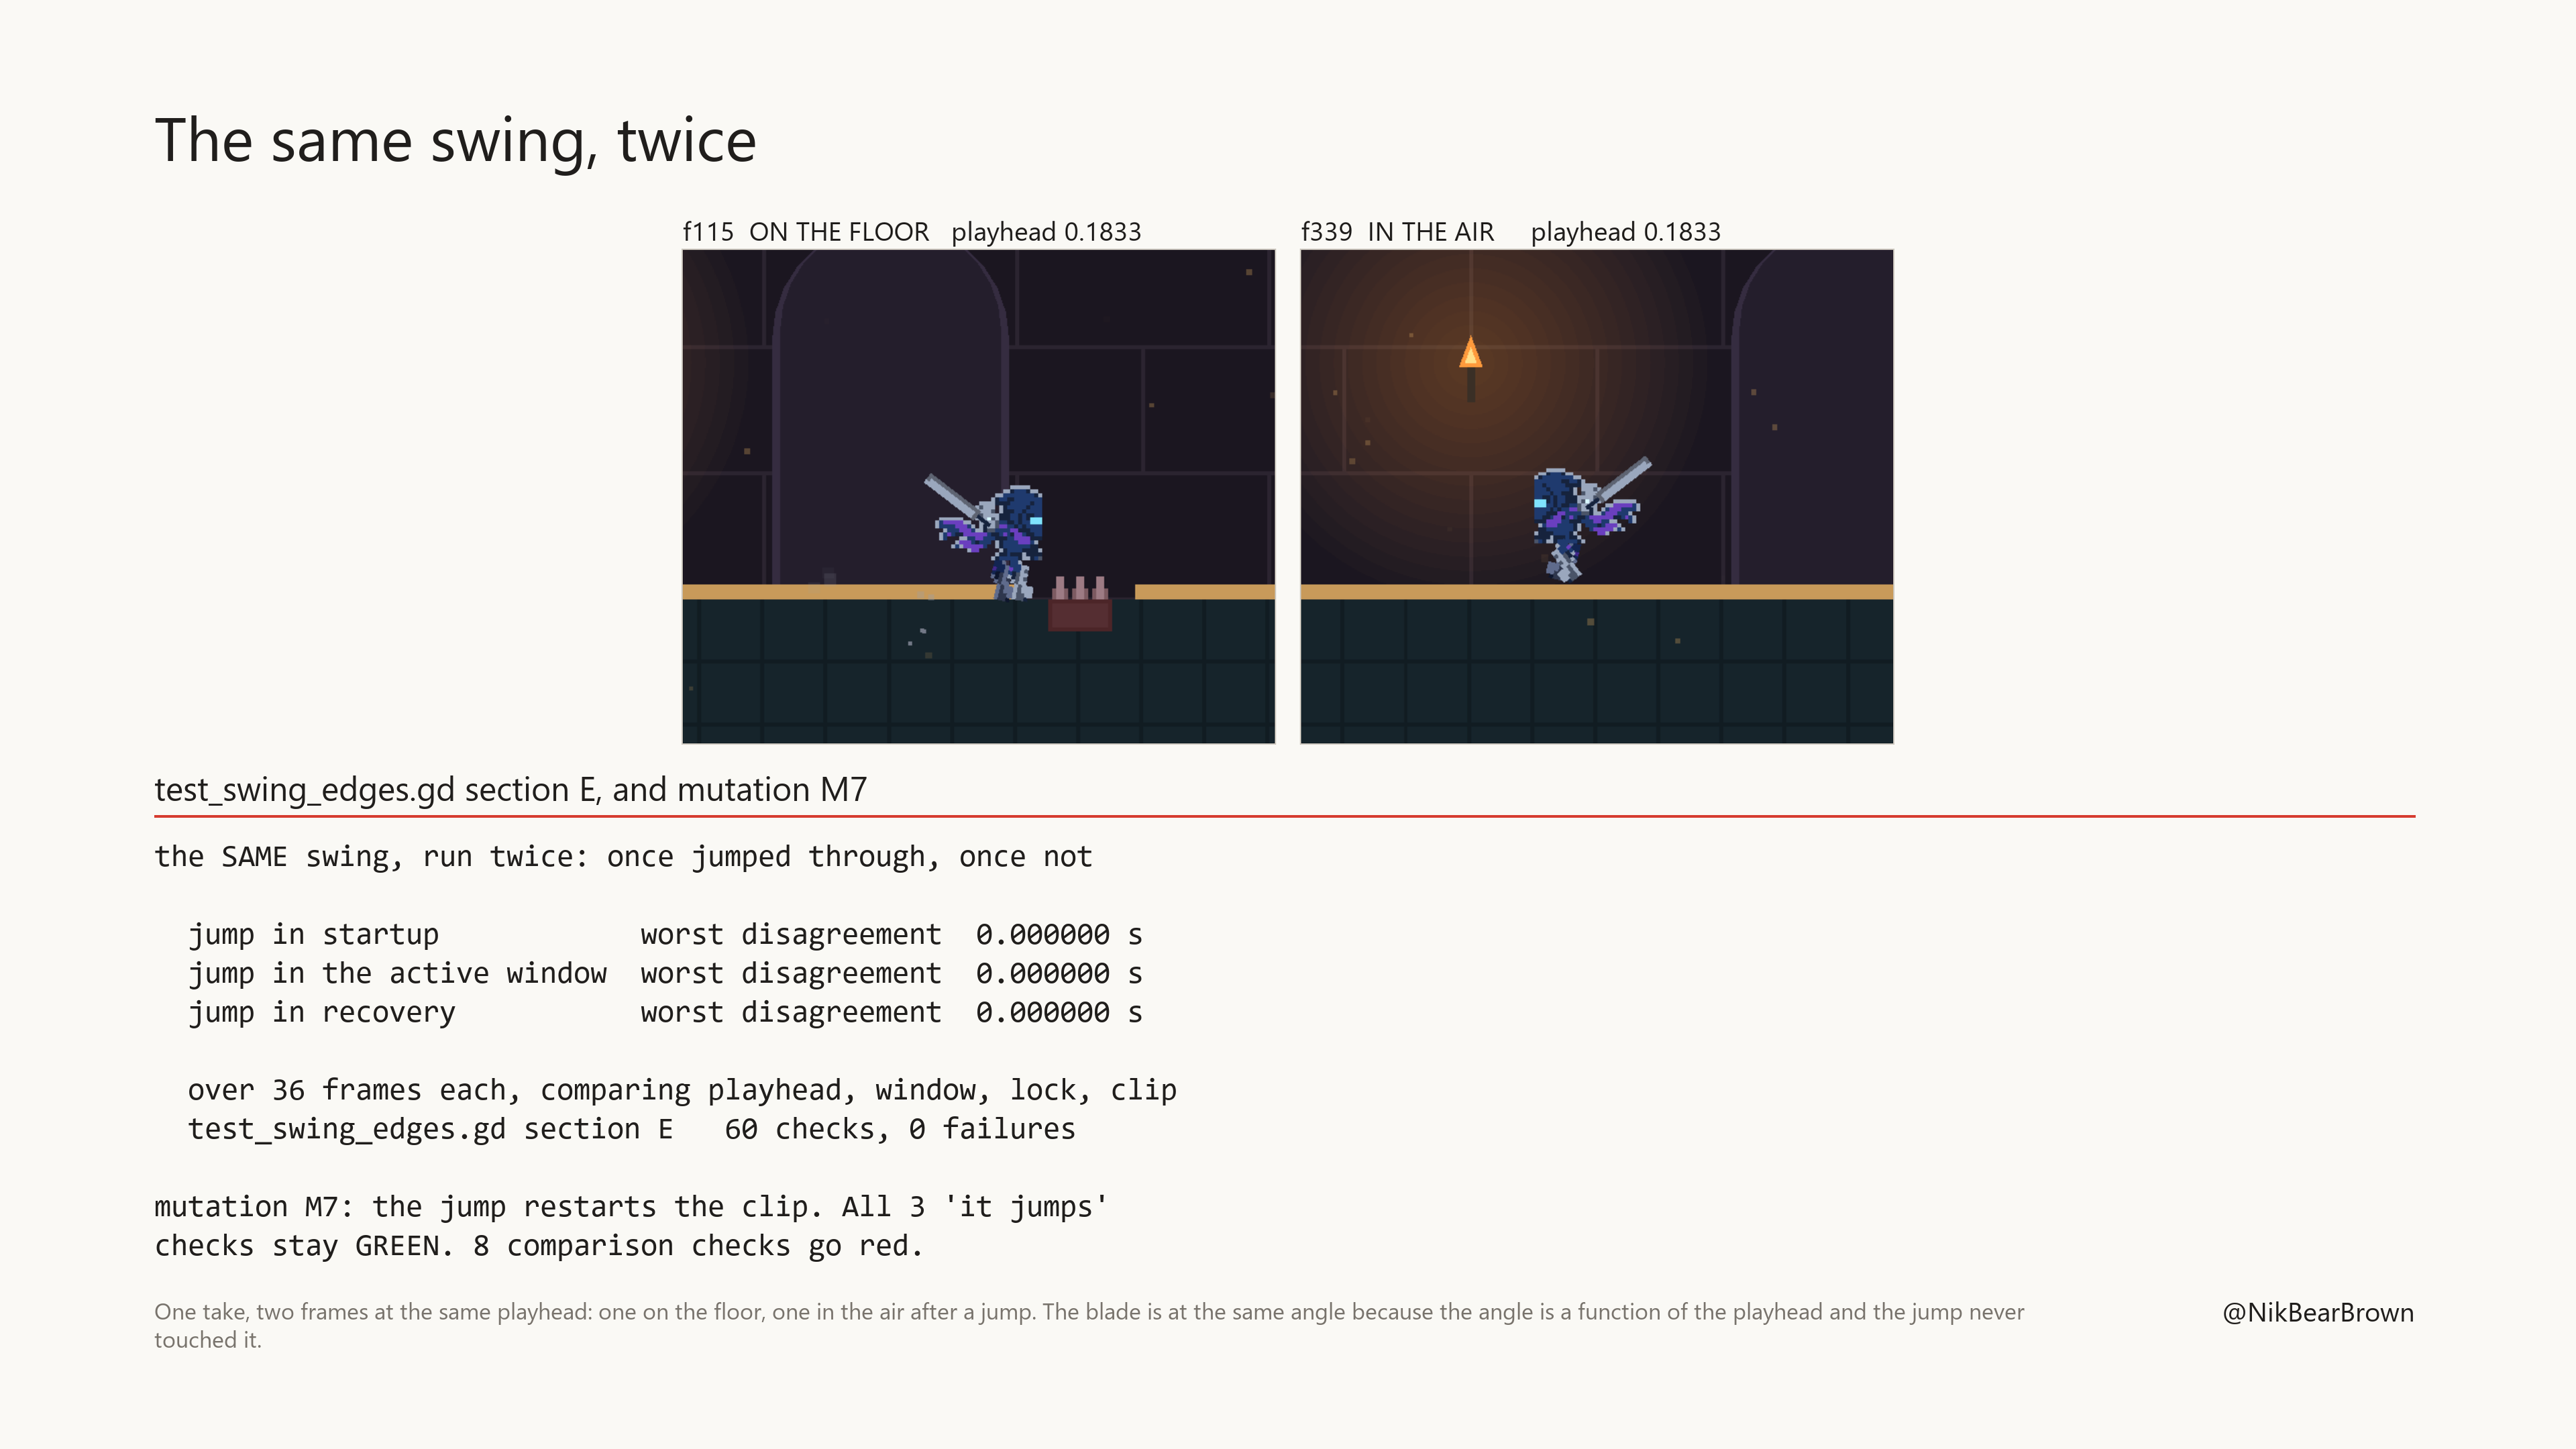 The same swing, twice
f115 ON THE FLOOR playhead 0.1833
f339 IN THE AIR playhead 0.1833
test_swing_edges.gd section E, and mutation M7
the SAME swing, run twice: once jumped through, once not
jump in startup worst disagreement 0.000000 s
jump in the active window worst disagreement 0.000000 s
jump in recovery worst disagreement 0.000000 s
over 36 frames each, comparing playhead, window, lock, clip
test_swing_edges.gd section E 60 checks, 0 failures
mutation M7: the jump restarts the clip. All 3 'it jumps'
checks stay GREEN. 8 comparison checks go red.
One take, two frames at the same playhead: one on the floor, one in the air after a jump. The blade is at the same angle because the angle is a function of the playhead and the jump never
touched it.
@NikBearBrown